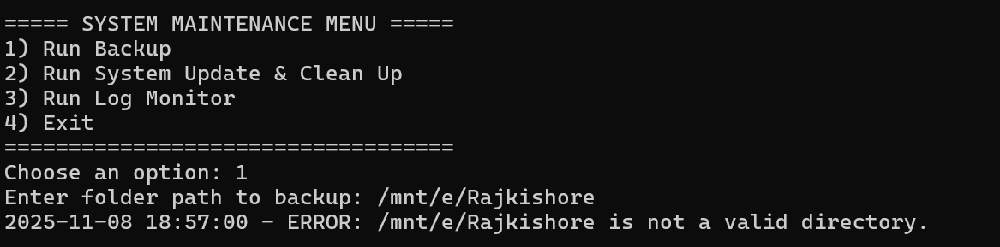 ===== SYSTEM MAINTENANCE MENU =====
1) Run Backup
2) Run System Update & Clean Up
3) Run Log Monitor
4) Exit
===================================
Choose an option: 1
Enter folder path to backup: /mnt/e/Rajkishore
2025-11-08 18:57:00 - ERROR: /mnt/e/Rajkishore is not a valid directory.